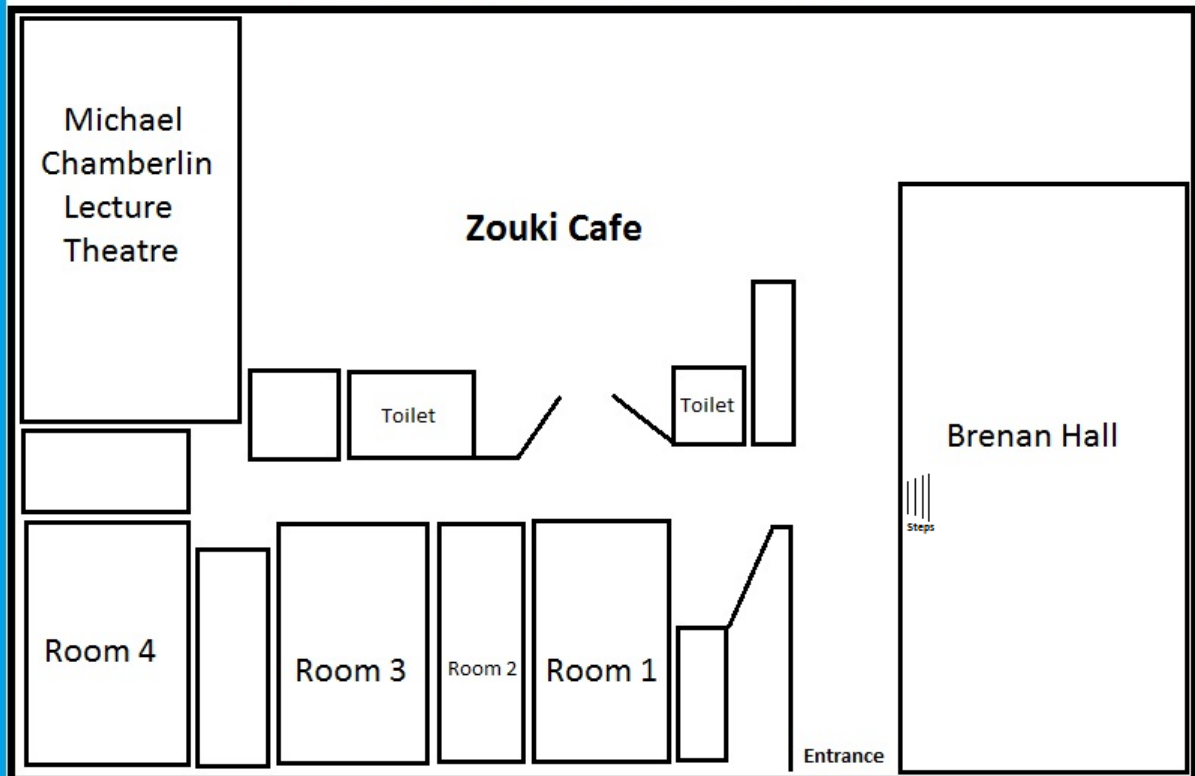 Michael
Chamberlin
Lecture
Theatre
Zouki Cafe
Toilet
Toilet
Brenan Hall
Steps
Room 4
Room 3
Room 2
Room 1
Entrance